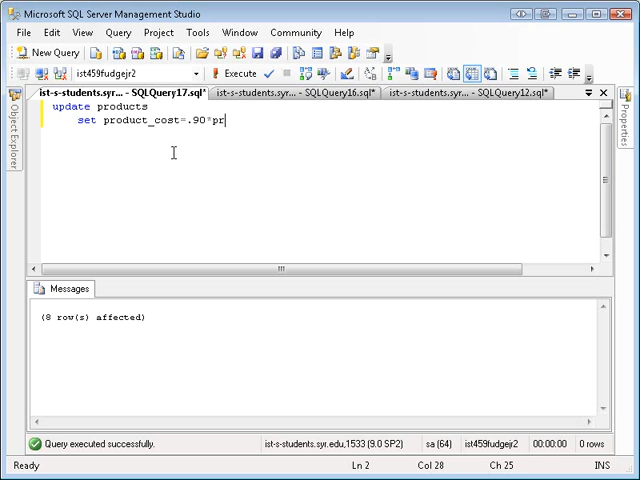 Microsoft SQL Server Management Studio
File Edit View Query Project Tools Window Community Help
New Query
ist459fudgejr2 Execute
ist-s-students.syr... - SQLQuery17.sql* ist-s-students.syr... - SQLQuery16.sql* ist-s-students.syr... - SQLQuery12.sql*
Object Explorer
Properties
update products
set product_cost=.90*pr
Messages
(8 row(s) affected)
Query executed successfully. ist-s-students.syr.edu,1533 (9.0 SP2) sa (64) ist459fudgejr2 00:00:00 0 rows
Ready Ln 2 Col 28 Ch 25 INS